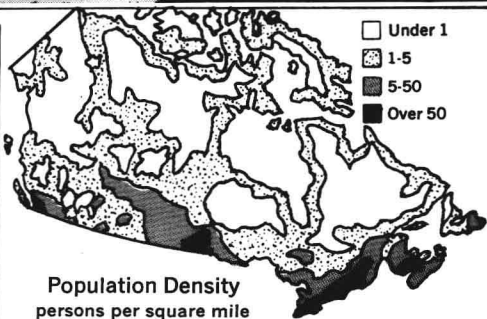 Under 1
1-5
5-50
Over 50
Population Density
persons per square mile